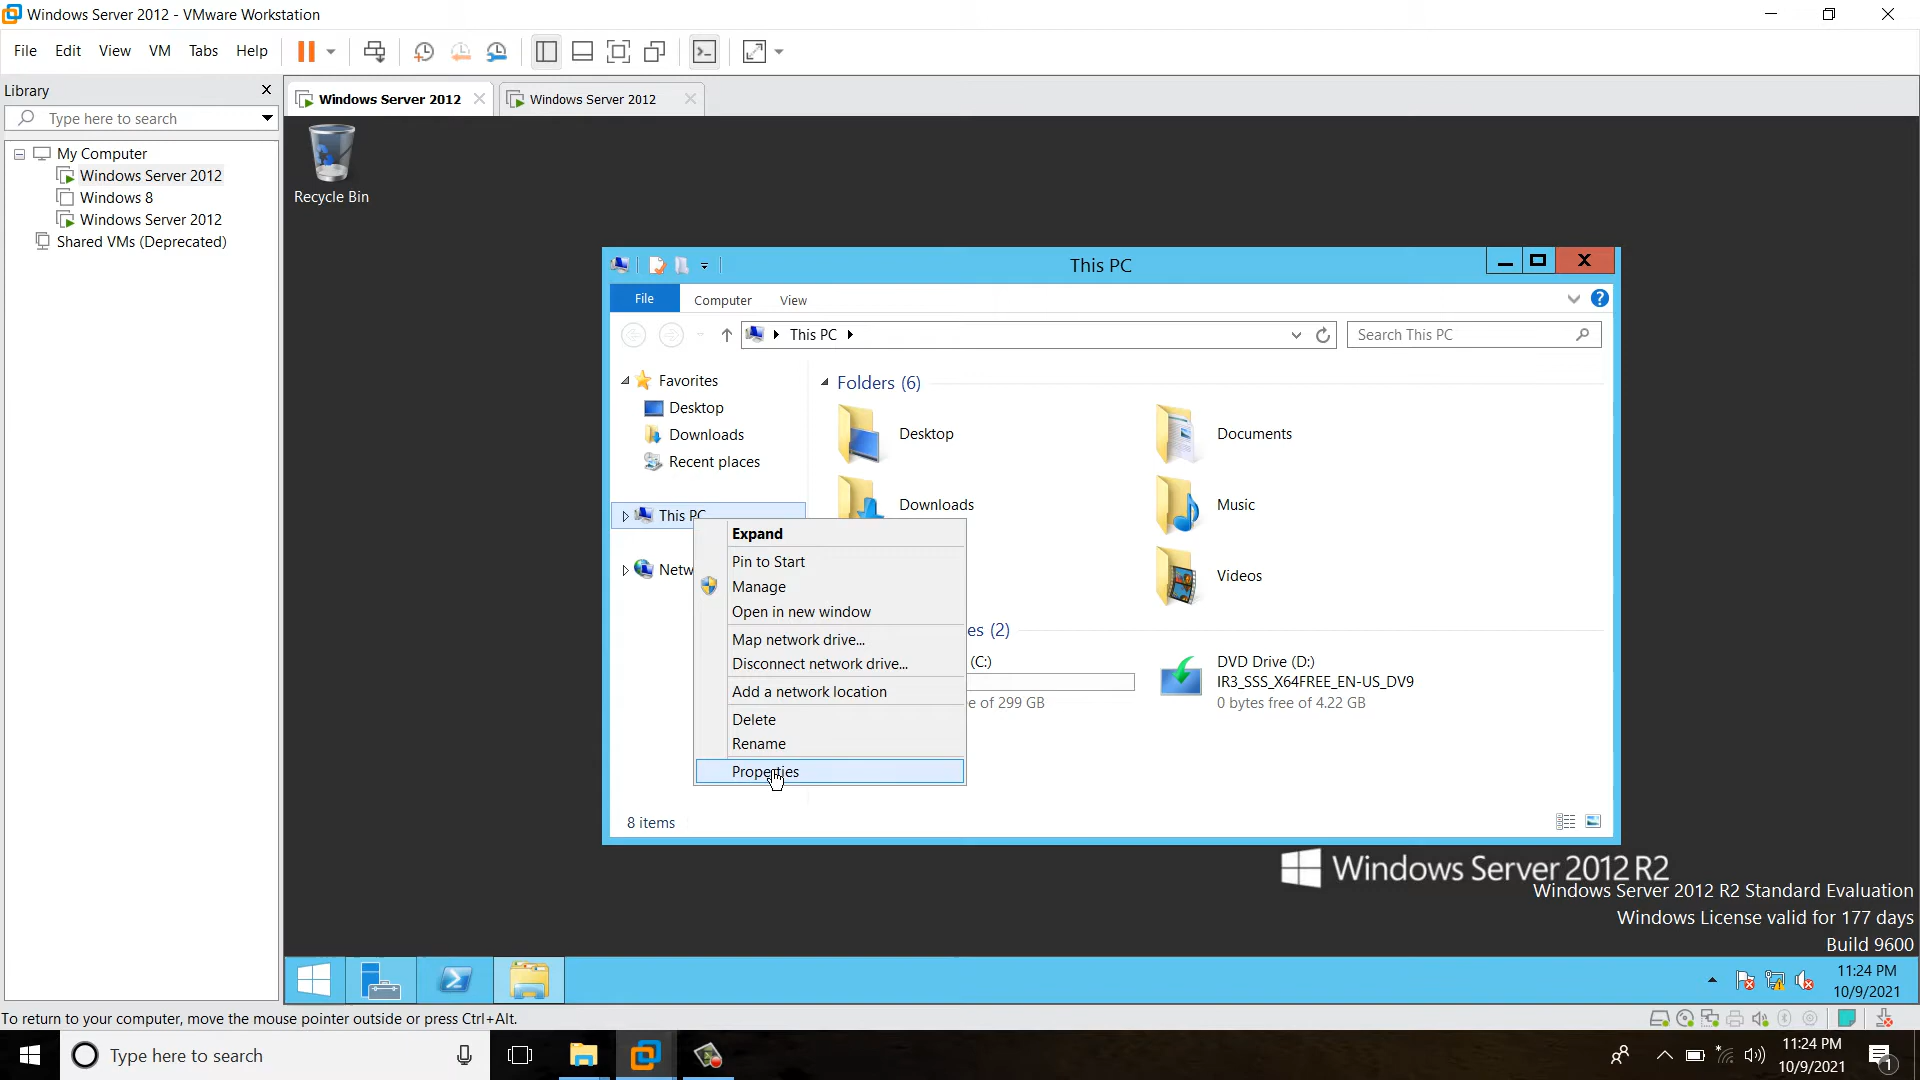 Windows Server 2012 - VMware Workstation
File Edit View VM Tabs Help
Library
Type here to search
My Computer
Windows Server 2012
Windows 8
Windows Server 2012
Shared VMs (Deprecated)
Windows Server 2012
Windows Server 2012
Recycle Bin
This PC
File Computer View
This PC
Search This PC
Favorites
Desktop
Downloads
Recent places
This PC
Netw
Folders (6)
Desktop
Documents
Downloads
Music
Videos
es (2)
(C:)
e of 299 GB
DVD Drive (D:)
IR3_SSS_X64FREE_EN-US_DV9
0 bytes free of 4.22 GB
Expand
Pin to Start
Manage
Open in new window
Map network drive...
Disconnect network drive...
Add a network location
Delete
Rename
Properties
8 items
Windows Server 2012 R2
Windows Server 2012 R2 Standard Evaluation
Windows License valid for 177 days
Build 9600
11:24 PM
10/9/2021
To return to your computer, move the mouse pointer outside or press Ctrl+Alt.
Type here to search
11:24 PM
10/9/2021
1